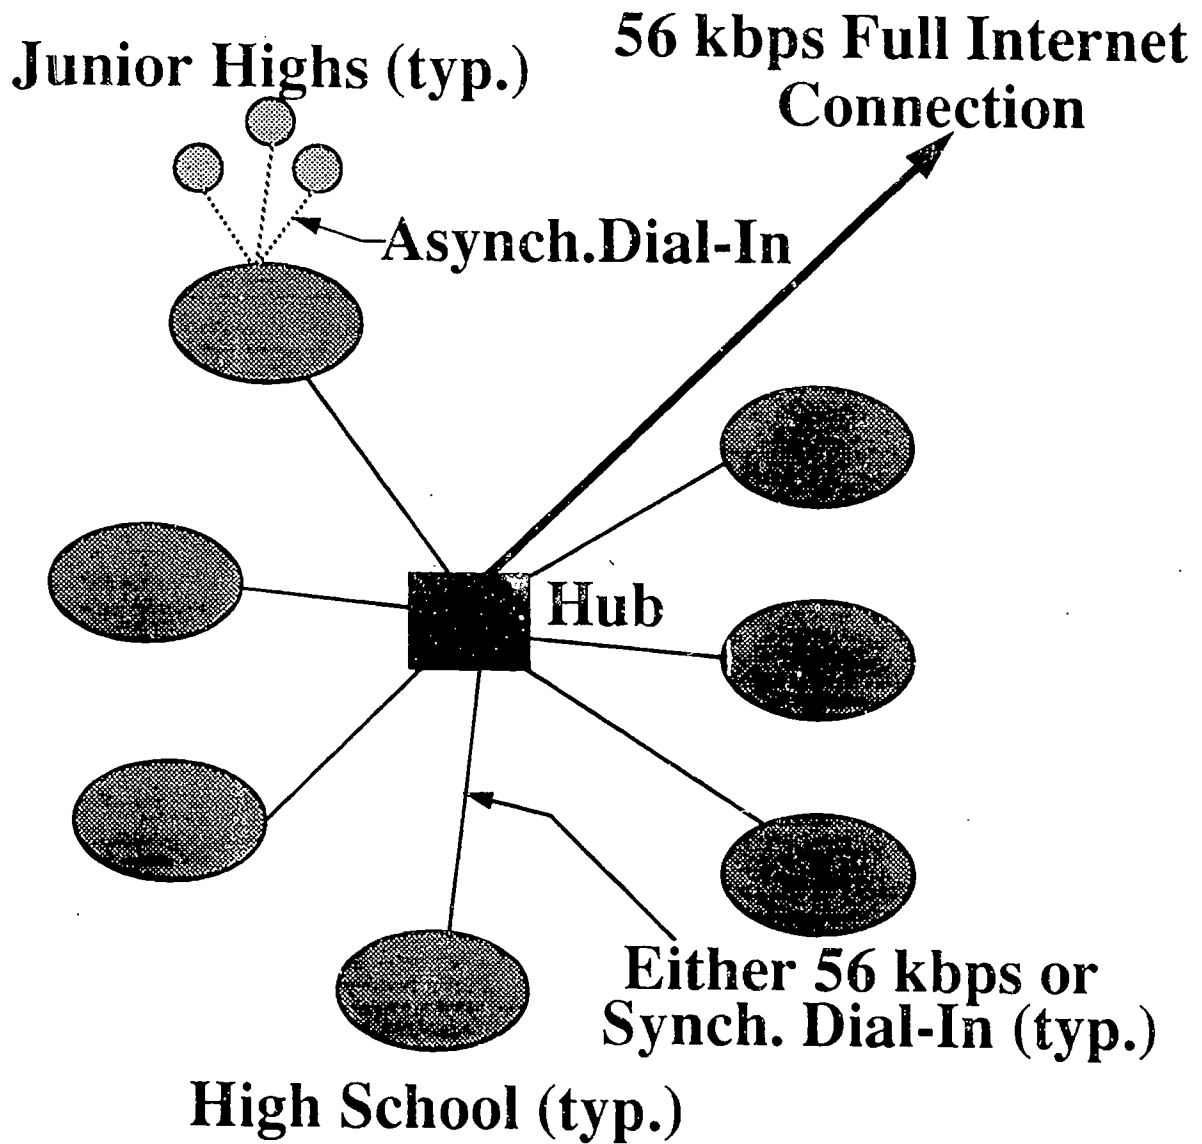 56 kbps Full Internet
Connection
Junior Highs (typ.)
Asynch.Dial-In
Hub
Either 56 kbps or
Synch. Dial-In (typ.)
High School (typ.)